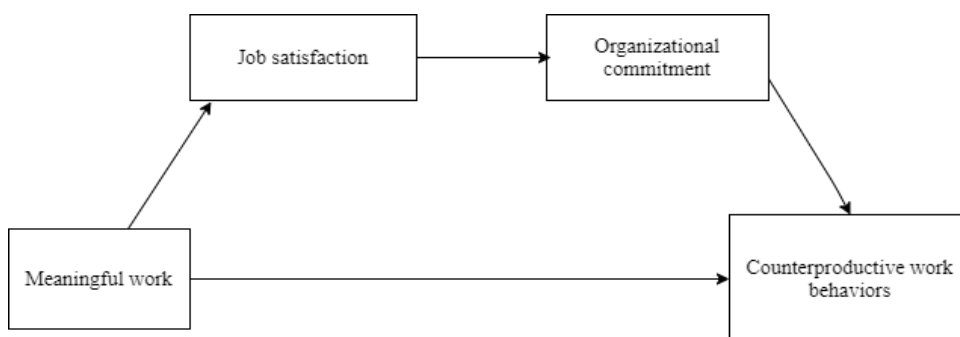 Job satisfaction
Organizational
commitment
Meaningful work
Counterproductive work
behaviors